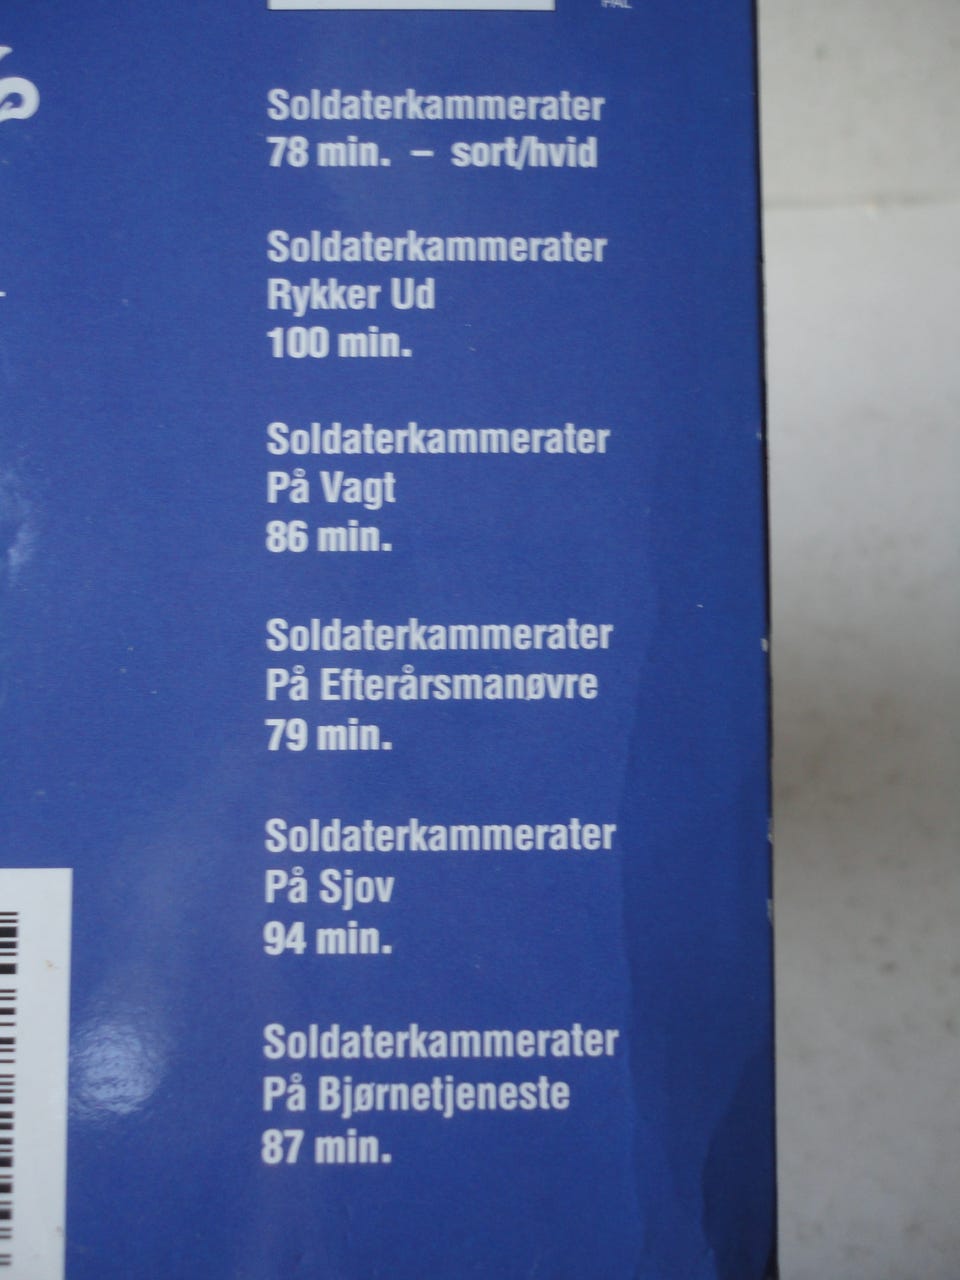 PAL
Soldaterkammerater
78 min. – sort/hvid
Soldaterkammerater
Rykker Ud
100 min.
Soldaterkammerater
På Vagt
86 min.
Soldaterkammerater
På Efterårsmanøvre
79 min.
Soldaterkammerater
På Sjov
94 min.
Soldaterkammerater
På Bjørnetjeneste
87 min.